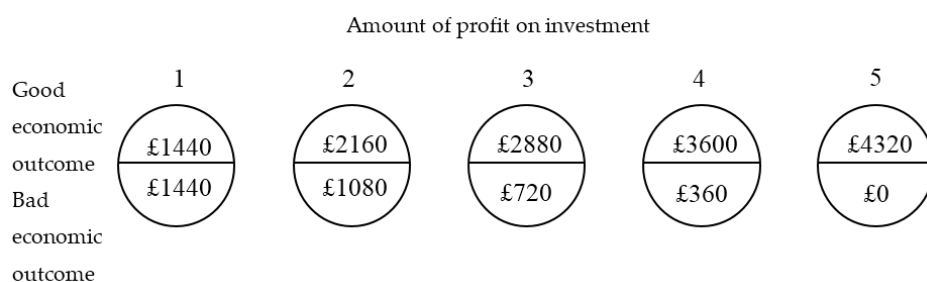 Amount of profit on investment
Good
economic
outcome
Bad
economic
outcome
1 2 3 4 5
£1440 £2160 £2880 £3600 £4320
£1440 £1080 £720 £360 £0